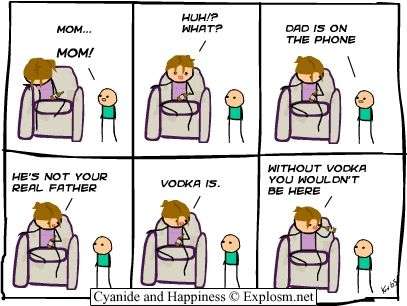 MOM...
MOM!
HUH!?
WHAT?
DAD IS ON
THE PHONE
HE'S NOT YOUR
REAL FATHER
VODKA IS.
WITHOUT VODKA
YOU WOULDN'T
BE HERE
Kris
Cyanide and Happiness © Explosm.net